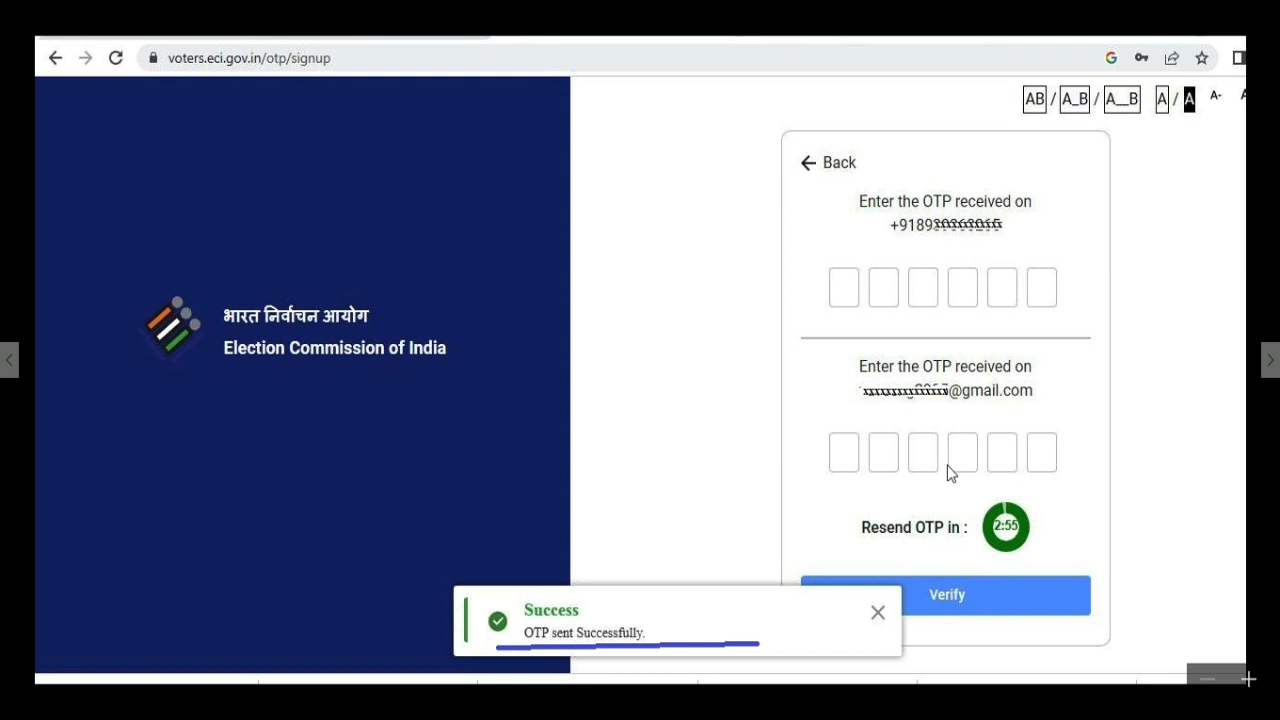 voters.eci.gov.in/otp/signup
AB / A_B / A__B A / A A-
Back
Enter the OTP received on
+9189
भारत निर्वाचन आयोग
Election Commission of India
Enter the OTP received on
@gmail.com
Resend OTP in : 2:55
Verify
Success
OTP sent Successfully.